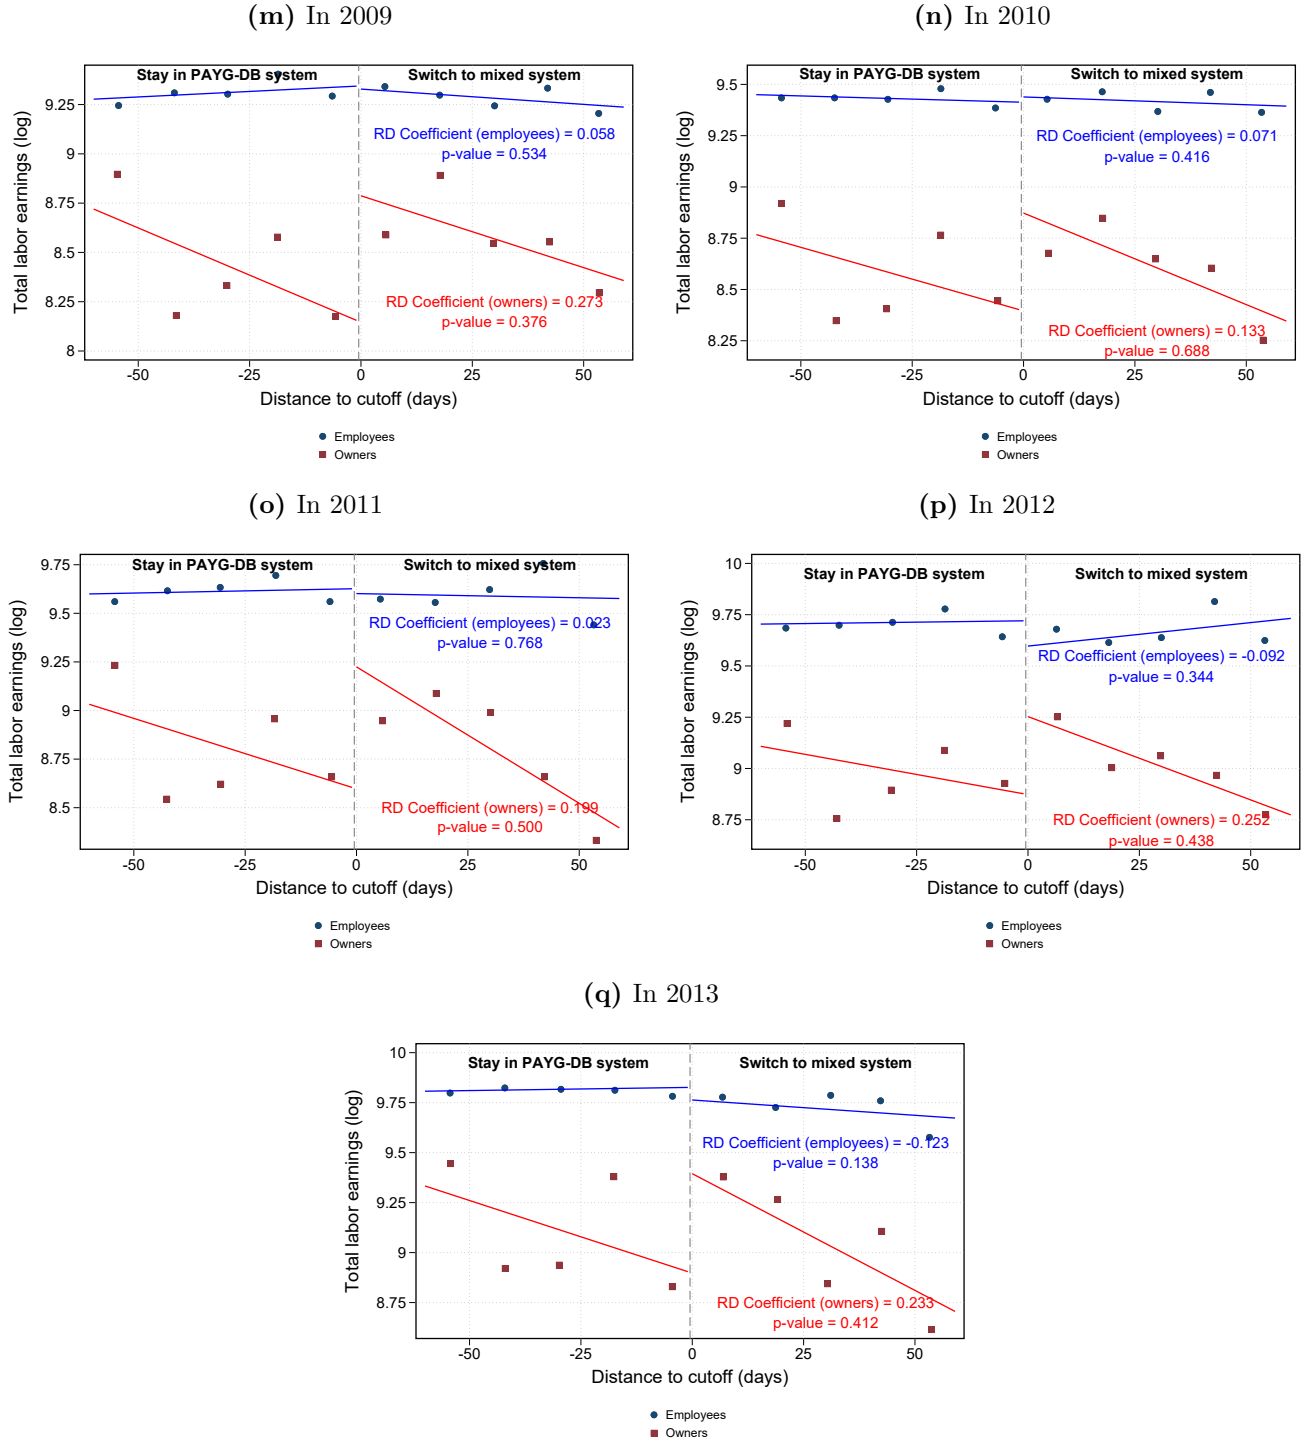 (m) In 2009
Total labor earnings (log)
9.25
9
8.75
8.5
8.25
8
Stay in PAYG-DB system
Switch to mixed system
RD Coefficient (employees) = 0.058
p-value = 0.534
RD Coefficient (owners) = 0.273
p-value = 0.376
-50 -25 0 25 50
Distance to cutoff (days)
Employees
Owners
(n) In 2010
Total labor earnings (log)
9.5
9.25
9
8.75
8.5
8.25
Stay in PAYG-DB system
Switch to mixed system
RD Coefficient (employees) = 0.071
p-value = 0.416
RD Coefficient (owners) = 0.133
p-value = 0.688
-50 -25 0 25 50
Distance to cutoff (days)
Employees
Owners
(o) In 2011
Total labor earnings (log)
9.75
9.5
9.25
9
8.75
8.5
Stay in PAYG-DB system
Switch to mixed system
RD Coefficient (employees) = 0.023
p-value = 0.768
RD Coefficient (owners) = 0.199
p-value = 0.500
-50 -25 0 25 50
Distance to cutoff (days)
Employees
Owners
(p) In 2012
Total labor earnings (log)
10
9.75
9.5
9.25
9
8.75
Stay in PAYG-DB system
Switch to mixed system
RD Coefficient (employees) = -0.092
p-value = 0.344
RD Coefficient (owners) = 0.252
p-value = 0.438
-50 -25 0 25 50
Distance to cutoff (days)
Employees
Owners
(q) In 2013
Total labor earnings (log)
10
9.75
9.5
9.25
9
8.75
Stay in PAYG-DB system
Switch to mixed system
RD Coefficient (employees) = -0.123
p-value = 0.138
RD Coefficient (owners) = 0.233
p-value = 0.412
-50 -25 0 25 50
Distance to cutoff (days)
Employees
Owners